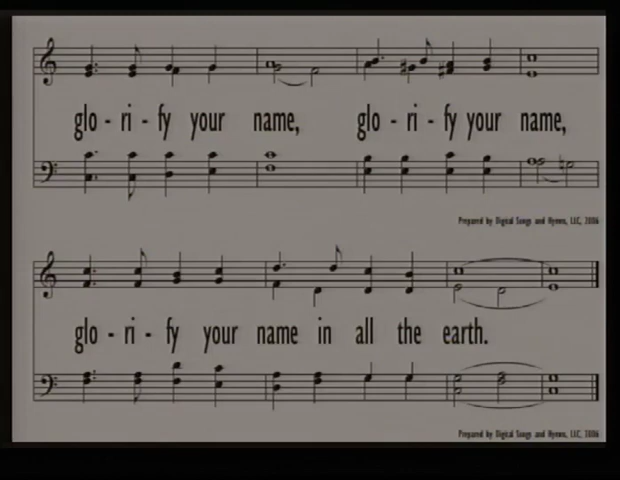 glo - ri - fy your name, glo - ri - fy your name,
Prepared by Digital Songs and Hymns, LLC, 2006
glo - ri - fy your name in all the earth.
Prepared by Digital Songs and Hymns, LLC, 2006